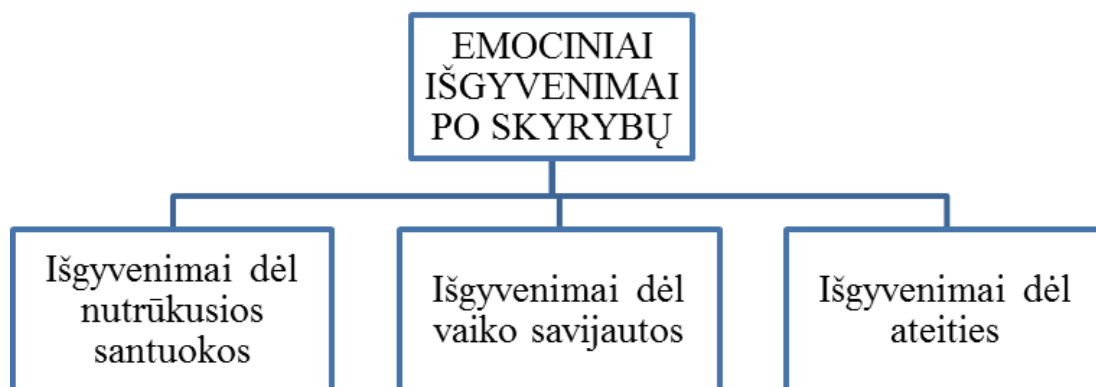 EMOCINIAI
IŠGYVENIMAI
PO SKYRYBŲ
Išgyvenimai dėl
nutrūkusios
santuokos
Išgyvenimai dėl
vaiko savijautos
Išgyvenimai dėl
ateities